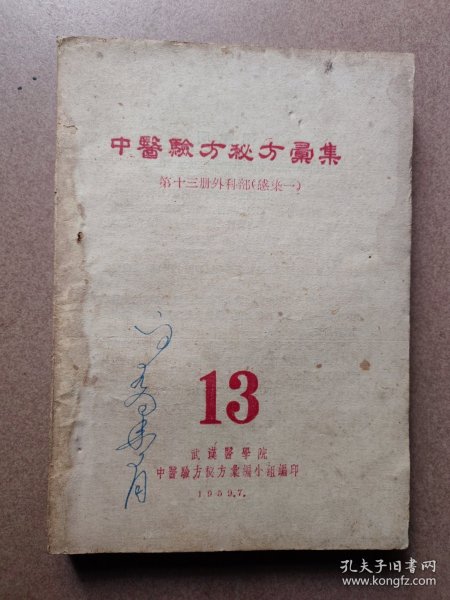 中醫驗方秘方彙集
第十三册外科部(感染一)
13
武漢醫學院
中醫驗方秘方彙編小組編印
1959.7.
孔夫子旧书网
www.kongfz.com